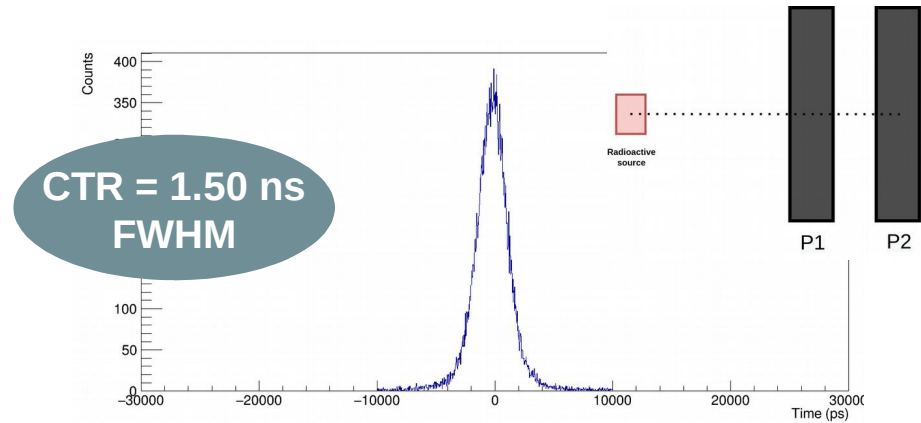 Counts
400
350
CTR = 1.50 ns
FWHM
100
50
0
−30000 −20000 −10000 0 10000 20000 30000
Time (ps)
Radioactive
source
P1 P2